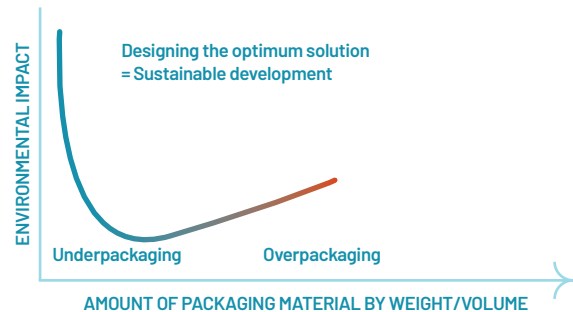 Designing the optimum solution
= Sustainable development
ENVIRONMENTAL IMPACT
Underpackaging
Overpackaging
AMOUNT OF PACKAGING MATERIAL BY WEIGHT/VOLUME